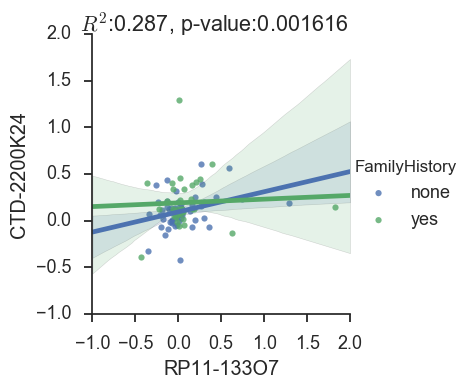 R²:0.287, p-value:0.001616
2.0
1.5
1.0
0.5
0.0
−0.5
−1.0
CTD-2200K24
FamilyHistory
none
yes
−1.0 −0.5 0.0 0.5 1.0 1.5 2.0
RP11-133O7